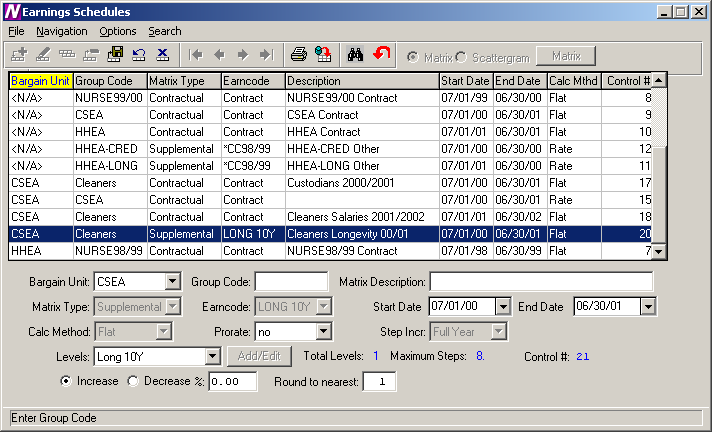 Earnings Schedules
File Navigation Options Search
Matrix Scattergram Matrix
Bargain Unit Group Code Matrix Type Earncode Description Start Date End Date Calc Mthd Control #
<N/A> NURSE99/00 Contractual Contract NURSE99/00 Contract 07/01/99 06/30/00 Flat 8
<N/A> CSEA Contractual Contract CSEA Contract 07/01/00 06/30/01 Flat 9
<N/A> HHEA Contractual Contract HHEA Contract 07/01/00 06/30/01 Flat 10
<N/A> HHEA-CRED Supplemental *CC98/99 HHEA-CRED Other 07/01/00 06/30/01 Rate 12
<N/A> HHEA-LONG Supplemental *CC98/99 HHEA-LONG Other 07/01/00 06/30/01 Rate 11
CSEA Cleaners Contractual Contract Custodians 2000/2001 07/01/00 06/30/01 Flat 17
CSEA CSEA Contractual Contract 07/01/00 06/30/01 Rate 15
CSEA Cleaners Contractual Contract Cleaners Salaries 2001/2002 07/01/01 06/30/02 Flat 18
CSEA Cleaners Supplemental LONG 10Y Cleaners Longevity 00/01 07/01/00 06/30/01 Flat 20
HHEA NURSE98/99 Contractual Contract NURSE98/99 Contract 07/01/98 06/30/99 Flat 7
Bargain Unit: CSEA Group Code: Matrix Description:
Matrix Type: Supplemental Earncode: LONG 10Y Start Date 07/01/00 End Date 06/30/01
Calc Method: Flat Prorate: no Step Incr: Full Year
Levels: Long 10Y Add/Edit Total Levels: 1 Maximum Steps: 8. Control #: 21
Increase Decrease %: 0.00 Round to nearest: 1
Enter Group Code